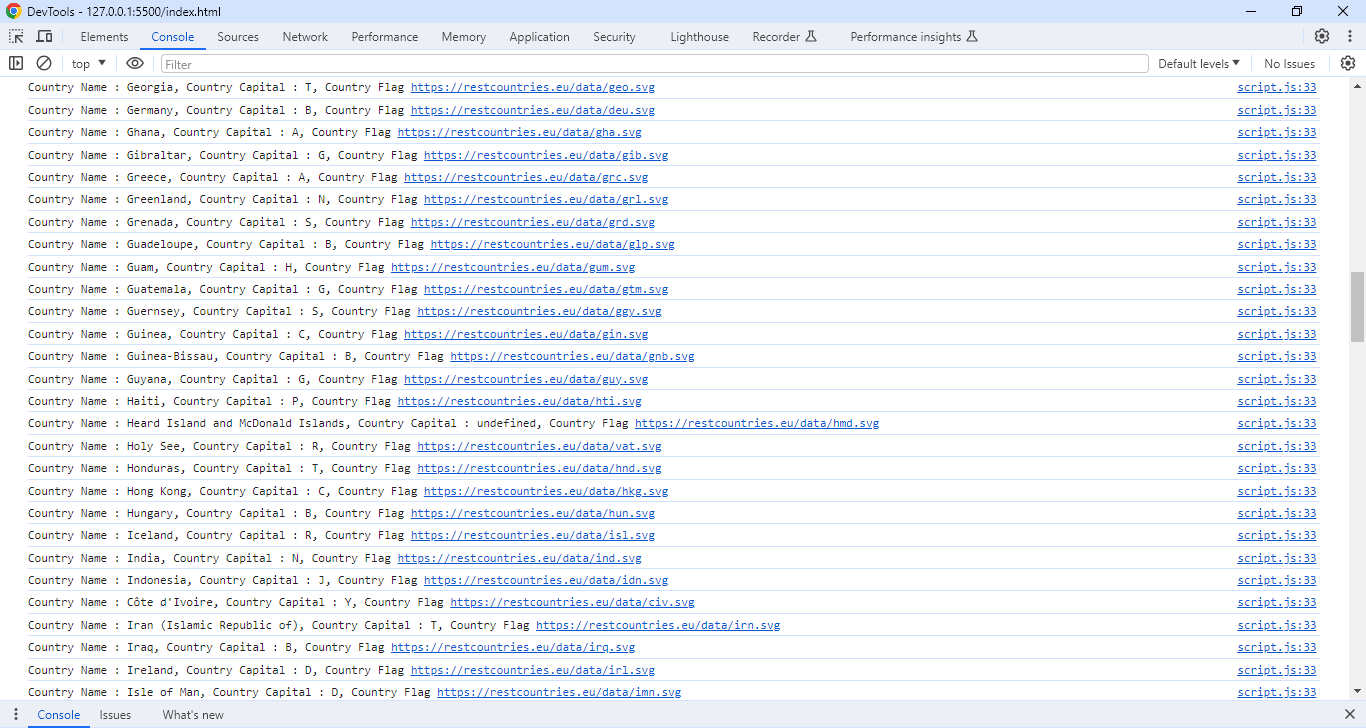 DevTools - 127.0.0.1:5500/index.html
Elements Console Sources Network Performance Memory Application Security Lighthouse Recorder Performance insights
top Filter Default levels No Issues
Country Name : Georgia, Country Capital : T, Country Flag https://restcountries.eu/data/geo.svg script.js:33
Country Name : Germany, Country Capital : B, Country Flag https://restcountries.eu/data/deu.svg script.js:33
Country Name : Ghana, Country Capital : A, Country Flag https://restcountries.eu/data/gha.svg script.js:33
Country Name : Gibraltar, Country Capital : G, Country Flag https://restcountries.eu/data/gib.svg script.js:33
Country Name : Greece, Country Capital : A, Country Flag https://restcountries.eu/data/grc.svg script.js:33
Country Name : Greenland, Country Capital : N, Country Flag https://restcountries.eu/data/grl.svg script.js:33
Country Name : Grenada, Country Capital : S, Country Flag https://restcountries.eu/data/grd.svg script.js:33
Country Name : Guadeloupe, Country Capital : B, Country Flag https://restcountries.eu/data/glp.svg script.js:33
Country Name : Guam, Country Capital : H, Country Flag https://restcountries.eu/data/gum.svg script.js:33
Country Name : Guatemala, Country Capital : G, Country Flag https://restcountries.eu/data/gtm.svg script.js:33
Country Name : Guernsey, Country Capital : S, Country Flag https://restcountries.eu/data/ggy.svg script.js:33
Country Name : Guinea, Country Capital : C, Country Flag https://restcountries.eu/data/gin.svg script.js:33
Country Name : Guinea-Bissau, Country Capital : B, Country Flag https://restcountries.eu/data/gnb.svg script.js:33
Country Name : Guyana, Country Capital : G, Country Flag https://restcountries.eu/data/guy.svg script.js:33
Country Name : Haiti, Country Capital : P, Country Flag https://restcountries.eu/data/hti.svg script.js:33
Country Name : Heard Island and McDonald Islands, Country Capital : undefined, Country Flag https://restcountries.eu/data/hmd.svg script.js:33
Country Name : Holy See, Country Capital : R, Country Flag https://restcountries.eu/data/vat.svg script.js:33
Country Name : Honduras, Country Capital : T, Country Flag https://restcountries.eu/data/hnd.svg script.js:33
Country Name : Hong Kong, Country Capital : C, Country Flag https://restcountries.eu/data/hkg.svg script.js:33
Country Name : Hungary, Country Capital : B, Country Flag https://restcountries.eu/data/hun.svg script.js:33
Country Name : Iceland, Country Capital : R, Country Flag https://restcountries.eu/data/isl.svg script.js:33
Country Name : India, Country Capital : N, Country Flag https://restcountries.eu/data/ind.svg script.js:33
Country Name : Indonesia, Country Capital : J, Country Flag https://restcountries.eu/data/idn.svg script.js:33
Country Name : Côte d'Ivoire, Country Capital : Y, Country Flag https://restcountries.eu/data/civ.svg script.js:33
Country Name : Iran (Islamic Republic of), Country Capital : T, Country Flag https://restcountries.eu/data/irn.svg script.js:33
Country Name : Iraq, Country Capital : B, Country Flag https://restcountries.eu/data/irq.svg script.js:33
Country Name : Ireland, Country Capital : D, Country Flag https://restcountries.eu/data/irl.svg script.js:33
Country Name : Isle of Man, Country Capital : D, Country Flag https://restcountries.eu/data/imn.svg script.js:33
Console Issues What's new